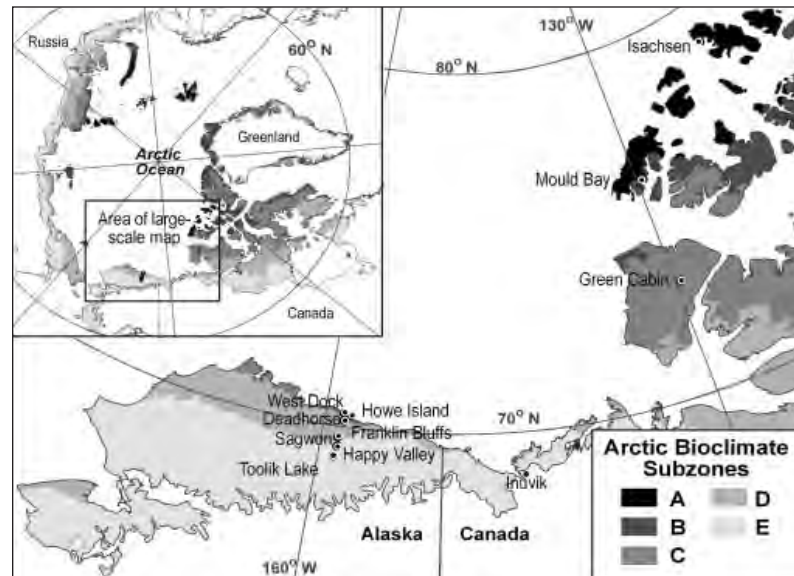 Russia
60° N
Greenland
Arctic
Ocean
Area of large-
scale map
Canada
130° W
80° N
Isachsen
Mould Bay
Green Cabin
West Dock
Deadhorse
Howe Island
Sagwon
Franklin Bluffs
Happy Valley
Toolik Lake
70° N
Inuvik
Alaska
Canada
160° W
Arctic Bioclimate
Subzones
A
B
C
D
E